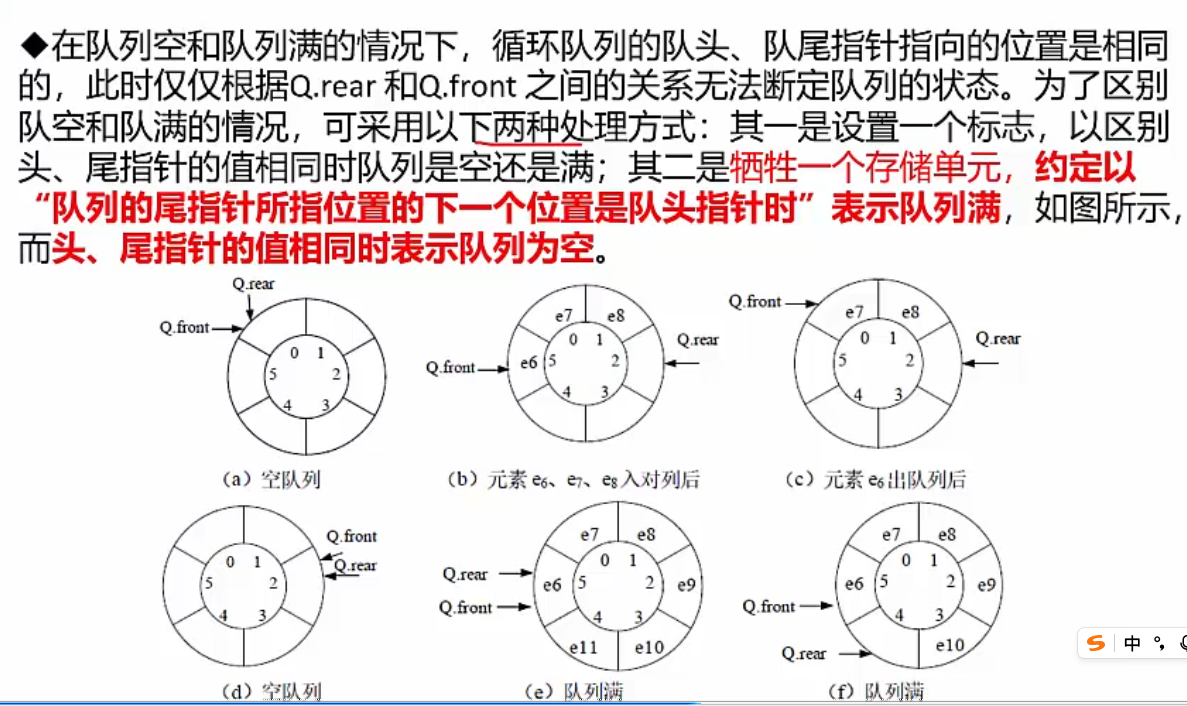 ◆在队列空和队列满的情况下，循环队列的队头、队尾指针指向的位置是相同
的，此时仅仅根据Q.rear 和Q.front 之间的关系无法断定队列的状态。为了区别
队空和队满的情况，可采用以下两种处理方式：其一是设置一个标志，以区别
头、尾指针的值相同时队列是空还是满；其二是牺牲一个存储单元，约定以
“队列的尾指针所指位置的下一个位置是队头指针时”表示队列满，如图所示，
而头、尾指针的值相同时表示队列为空。
Q.rear
Q.front
0 1
5 2
4 3
（a）空队列
e7 e8
Q.rear
0 1
Q.front e6 5 2
4 3
（b）元素 e6、e7、e8 入对列后
Q.front
e7 e8
Q.rear
0 1
5 2
4 3
（c）元素 e6 出队列后
Q.front
Q.rear
0 1
5 2
4 3
（d）空队列
e7 e8
0 1
Q.rear
e6 5 2 e9
Q.front
4 3
e11 e10
（e）队列满
e7 e8
0 1
e6 5 2 e9
Q.front
4 3
e10
Q.rear
（f）队列满
S 中 °,